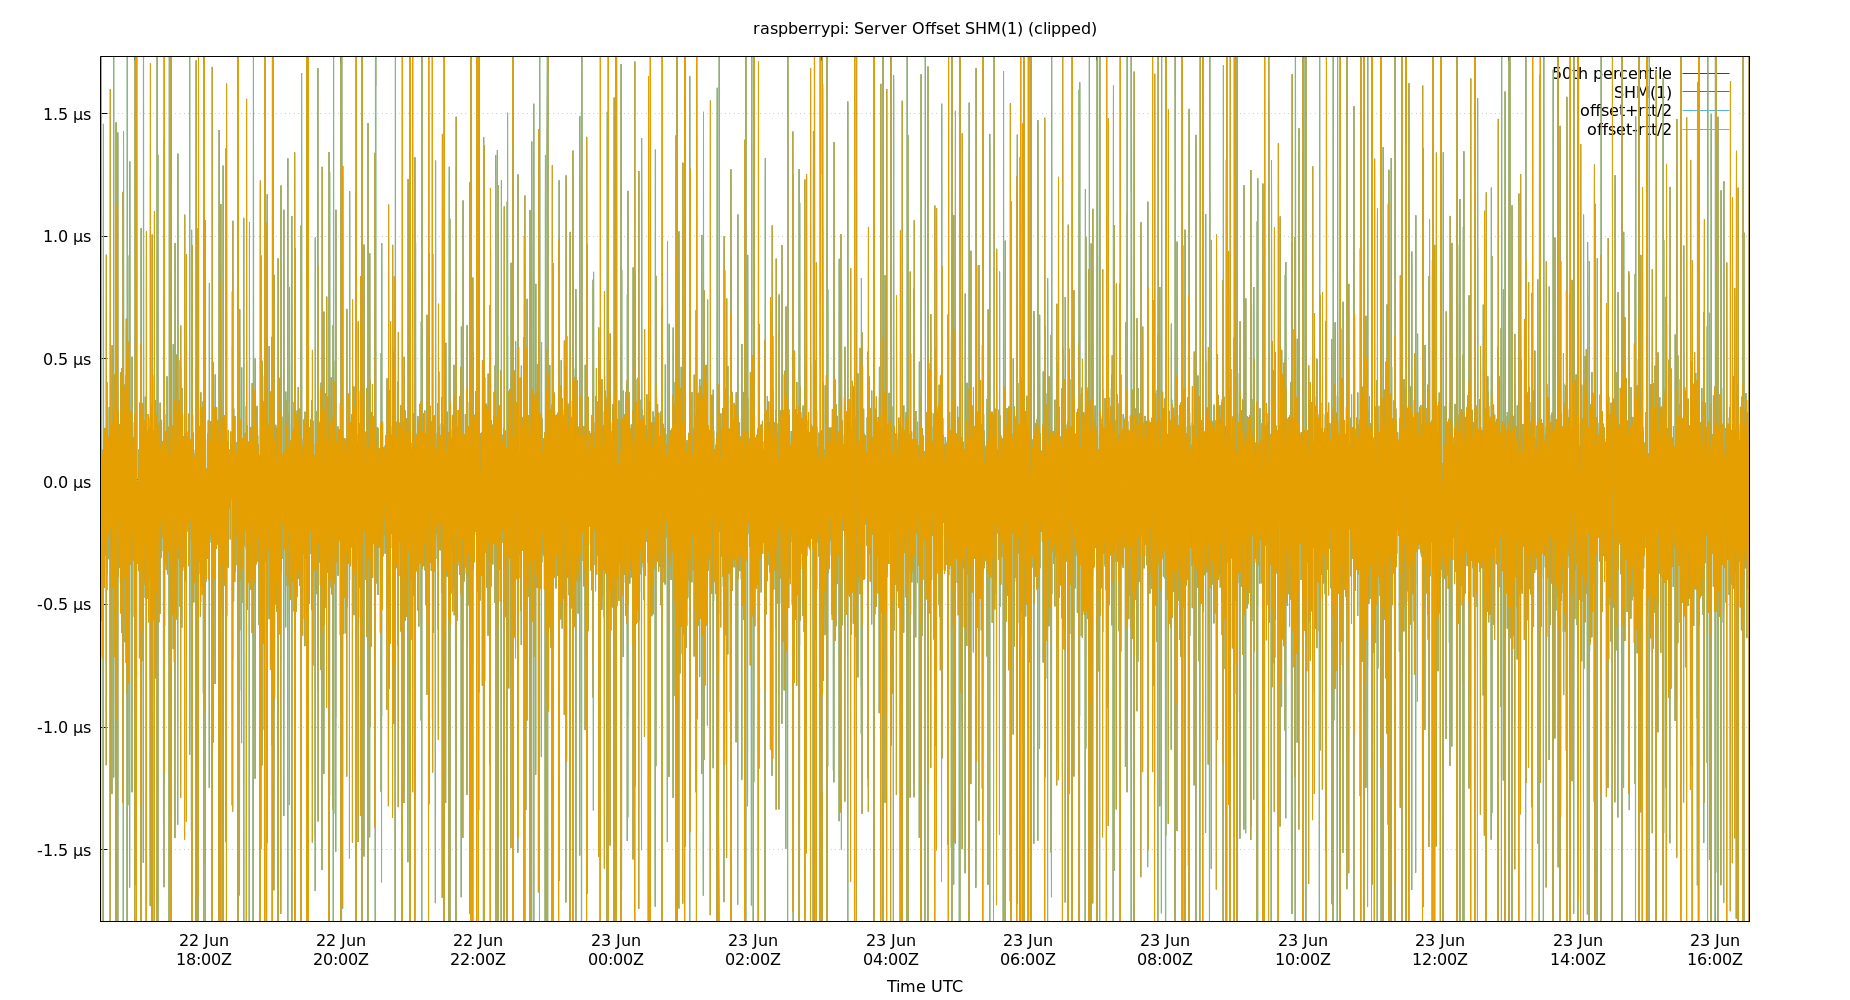 raspberrypi: Server Offset SHM(1) (clipped)
50th percentile
SHM(1)
offset+rtt/2
offset-rtt/2
1.5 µs
1.0 µs
0.5 µs
0.0 µs
-0.5 µs
-1.0 µs
-1.5 µs
22 Jun 22 Jun 22 Jun 23 Jun 23 Jun 23 Jun 23 Jun 23 Jun 23 Jun 23 Jun 23 Jun 23 Jun
18:00Z 20:00Z 22:00Z 00:00Z 02:00Z 04:00Z 06:00Z 08:00Z 10:00Z 12:00Z 14:00Z 16:00Z
Time UTC